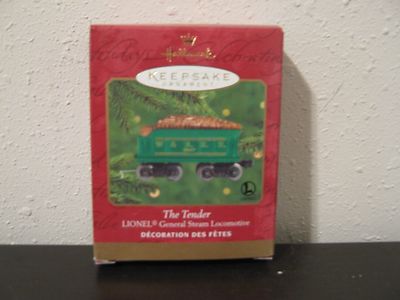 Hallmark
KEEPSAKE
ORNAMENT
The Tender
LIONEL® General Steam Locomotive
DÉCORATION DES FÊTES